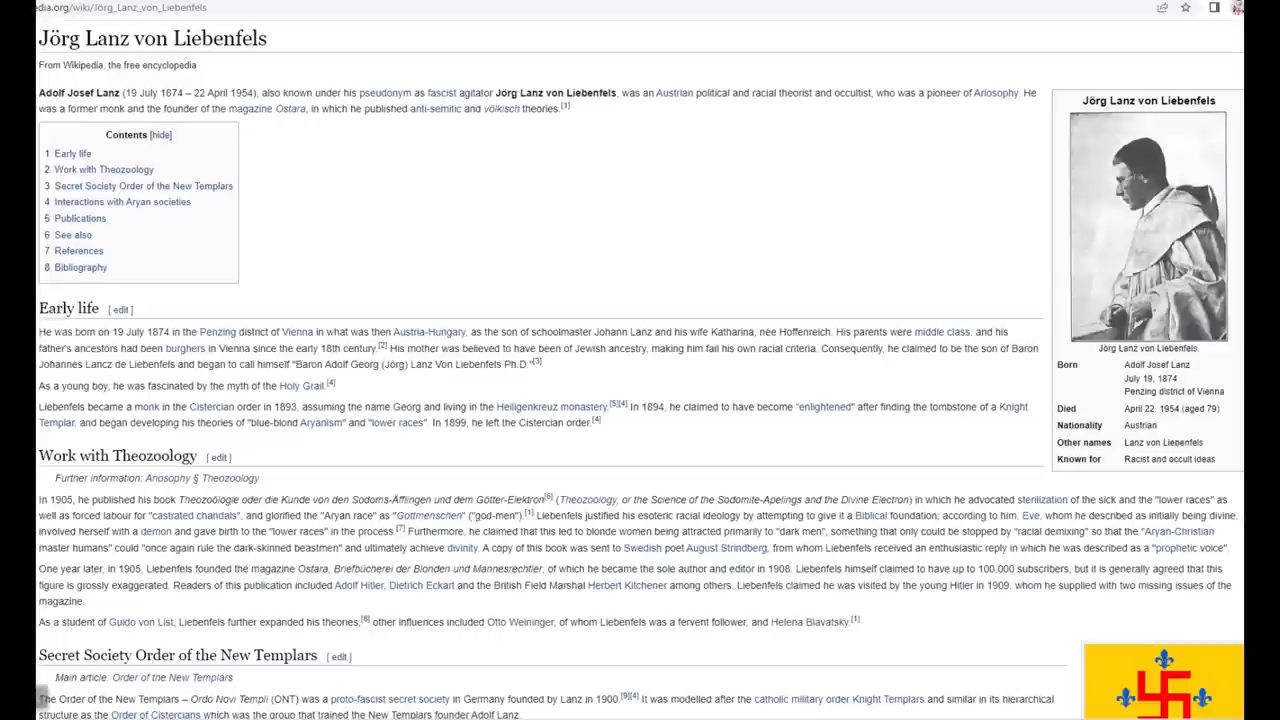 edia.org/wiki/Jörg_Lanz_von_Liebenfels
Jörg Lanz von Liebenfels
From Wikipedia, the free encyclopedia
Adolf Josef Lanz (19 July 1874 – 22 April 1954), also known under his pseudonym as fascist agitator Jörg Lanz von Liebenfels, was an Austrian political and racial theorist and occultist, who was a pioneer of Ariosophy. He
was a former monk and the founder of the magazine Ostara, in which he published anti-semitic and völkisch theories.[1]
Contents [hide]
1 Early life
2 Work with Theozoology
3 Secret Society Order of the New Templars
4 Interactions with Aryan societies
5 Publications
6 See also
7 References
8 Bibliography
Jörg Lanz von Liebenfels
Jörg Lanz von Liebenfels.
Born Adolf Josef Lanz
July 19, 1874
Penzing district of Vienna
Died April 22, 1954 (aged 79)
Nationality Austrian
Other names Lanz von Liebenfels
Known for Racist and occult ideas
Early life [ edit ]
He was born on 19 July 1874 in the Penzing district of Vienna in what was then Austria-Hungary, as the son of schoolmaster Johann Lanz and his wife Katharina, née Hoffenreich. His parents were middle class, and his
father's ancestors had been burghers in Vienna since the early 18th century.[2] His mother was believed to have been of Jewish ancestry, making him fail his own racial criteria. Consequently, he claimed to be the son of Baron
Johannes Lancz de Liebenfels and began to call himself "Baron Adolf Georg (Jörg) Lanz Von Liebenfels Ph.D."[3]
As a young boy, he was fascinated by the myth of the Holy Grail.[4]
Liebenfels became a monk in the Cistercian order in 1893, assuming the name Georg and living in the Heiligenkreuz monastery.[5][4] In 1894, he claimed to have become "enlightened" after finding the tombstone of a Knight
Templar, and began developing his theories of "blue-blond Aryanism" and "lower races". In 1899, he left the Cistercian order.[4]
Work with Theozoology [ edit ]
Further information: Ariosophy § Theozoology
In 1905, he published his book Theozoölogie oder die Kunde von den Sodoms-Äfflingen und dem Götter-Elektron[6] (Theozoology, or the Science of the Sodomite-Apelings and the Divine Electron) in which he advocated sterilization of the sick and the "lower races" as
well as forced labour for "castrated chandals", and glorified the "Aryan race" as "Gottmenschen" ("god-men").[1] Liebenfels justified his esoteric racial ideology by attempting to give it a Biblical foundation; according to him, Eve, whom he described as initially being divine,
involved herself with a demon and gave birth to the "lower races" in the process.[7] Furthermore, he claimed that this led to blonde women being attracted primarily to "dark men", something that only could be stopped by "racial demixing" so that the "Aryan-Christian
master humans" could "once again rule the dark-skinned beastmen" and ultimately achieve divinity. A copy of this book was sent to Swedish poet August Strindberg, from whom Liebenfels received an enthusiastic reply in which he was described as a "prophetic voice".
One year later, in 1905, Liebenfels founded the magazine Ostara, Briefbücherei der Blonden und Mannesrechtler, of which he became the sole author and editor in 1908. Liebenfels himself claimed to have up to 100,000 subscribers, but it is generally agreed that this
figure is grossly exaggerated. Readers of this publication included Adolf Hitler, Dietrich Eckart and the British Field Marshal Herbert Kitchener among others. Liebenfels claimed he was visited by the young Hitler in 1909, whom he supplied with two missing issues of the
magazine.
As a student of Guido von List, Liebenfels further expanded his theories;[8] other influences included Otto Weininger, of whom Liebenfels was a fervent follower, and Helena Blavatsky.[1]
Secret Society Order of the New Templars [ edit ]
Main article: Order of the New Templars
The Order of the New Templars – Ordo Novi Templi (ONT) was a proto-fascist secret society in Germany founded by Lanz in 1900.[9][4] It was modelled after the catholic military order Knight Templars and similar in its hierarchical
structure as the Order of Cistercians which was the group that trained the New Templars founder Adolf Lanz.